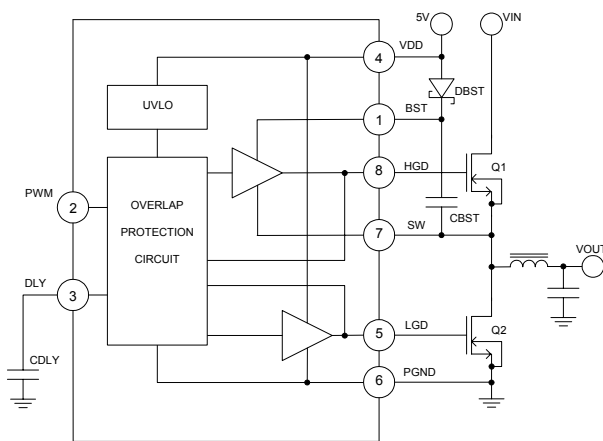 5V
VIN
4
VDD
DBST
UVLO
1
BST
8
HGD
Q1
PWM
2
OVERLAP
PROTECTION
CIRCUIT
CBST
7
SW
VOUT
DLY
3
5
LGD
Q2
CDLY
6
PGND